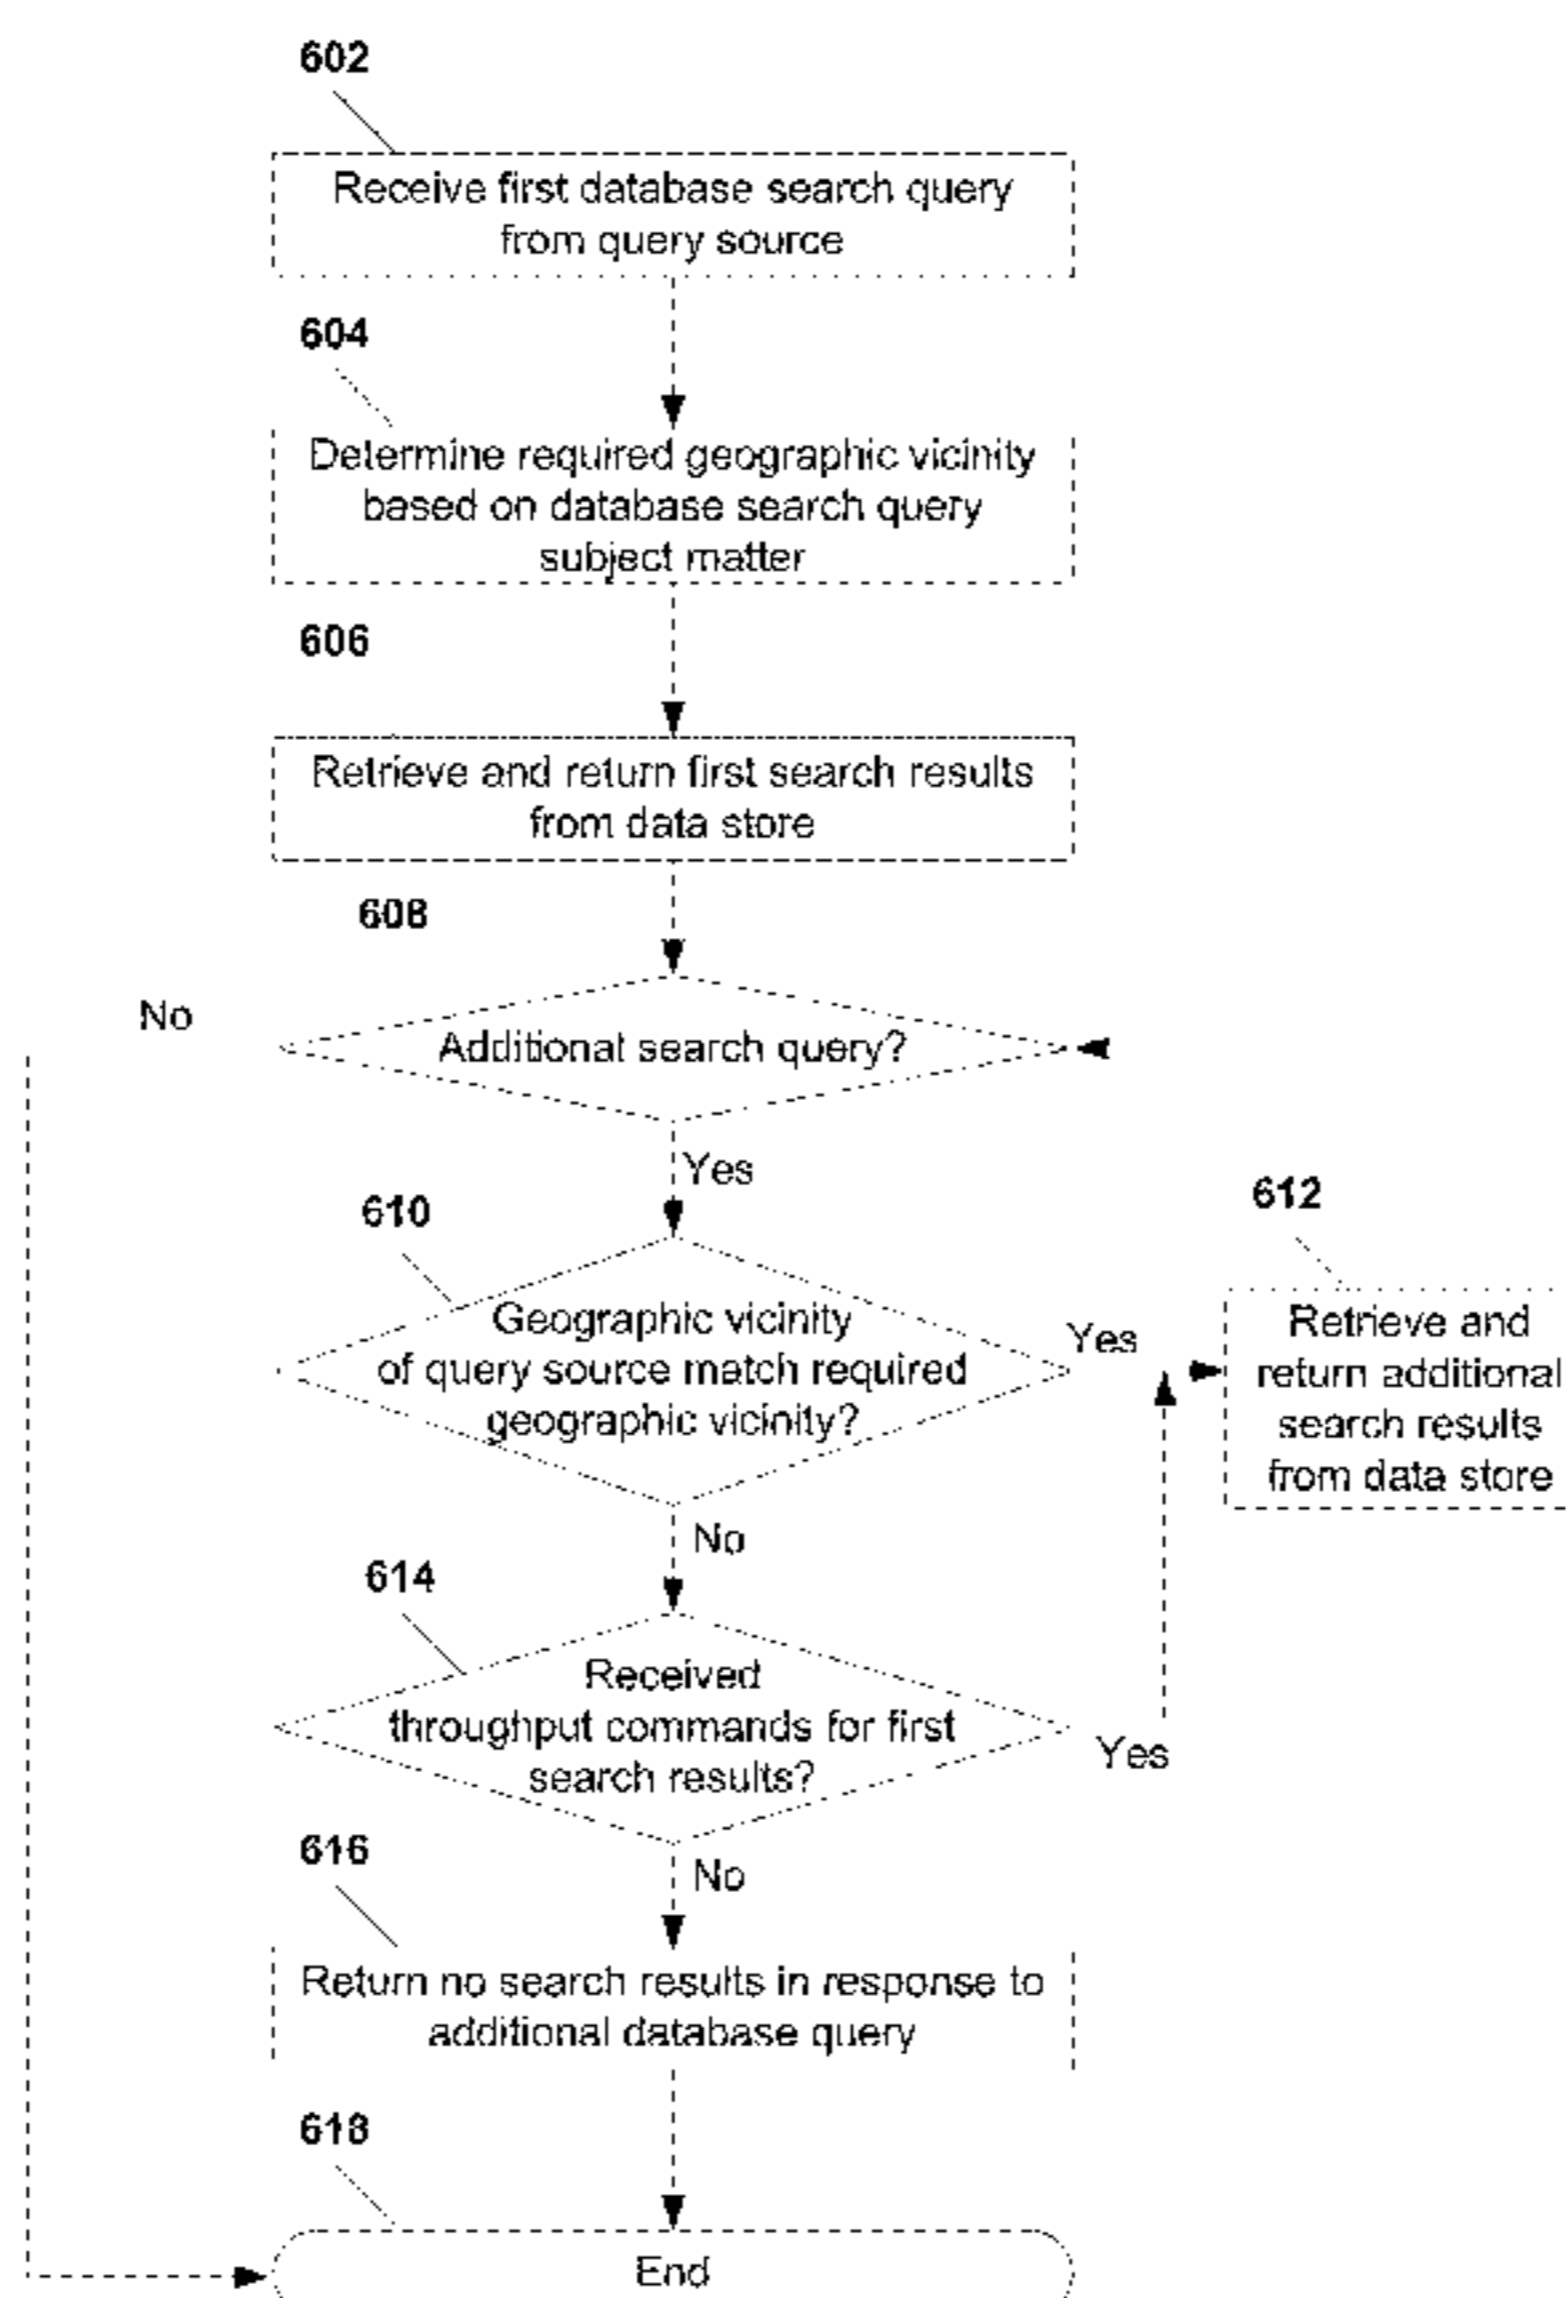 602
Receive first database search query
from query source
604
Determine required geographic vicinity
based on database search query
subject matter
606
Retrieve and return first search results
from data store
608
No
Additional search query?
Yes
610
612
Geographic vicinity
of query source match required
geographic vicinity?
Yes
Retrieve and
return additional
search results
from data store
No
614
Received
throughput commands for first
search results?
Yes
616
No
Return no search results in response to
additional database query
618
End